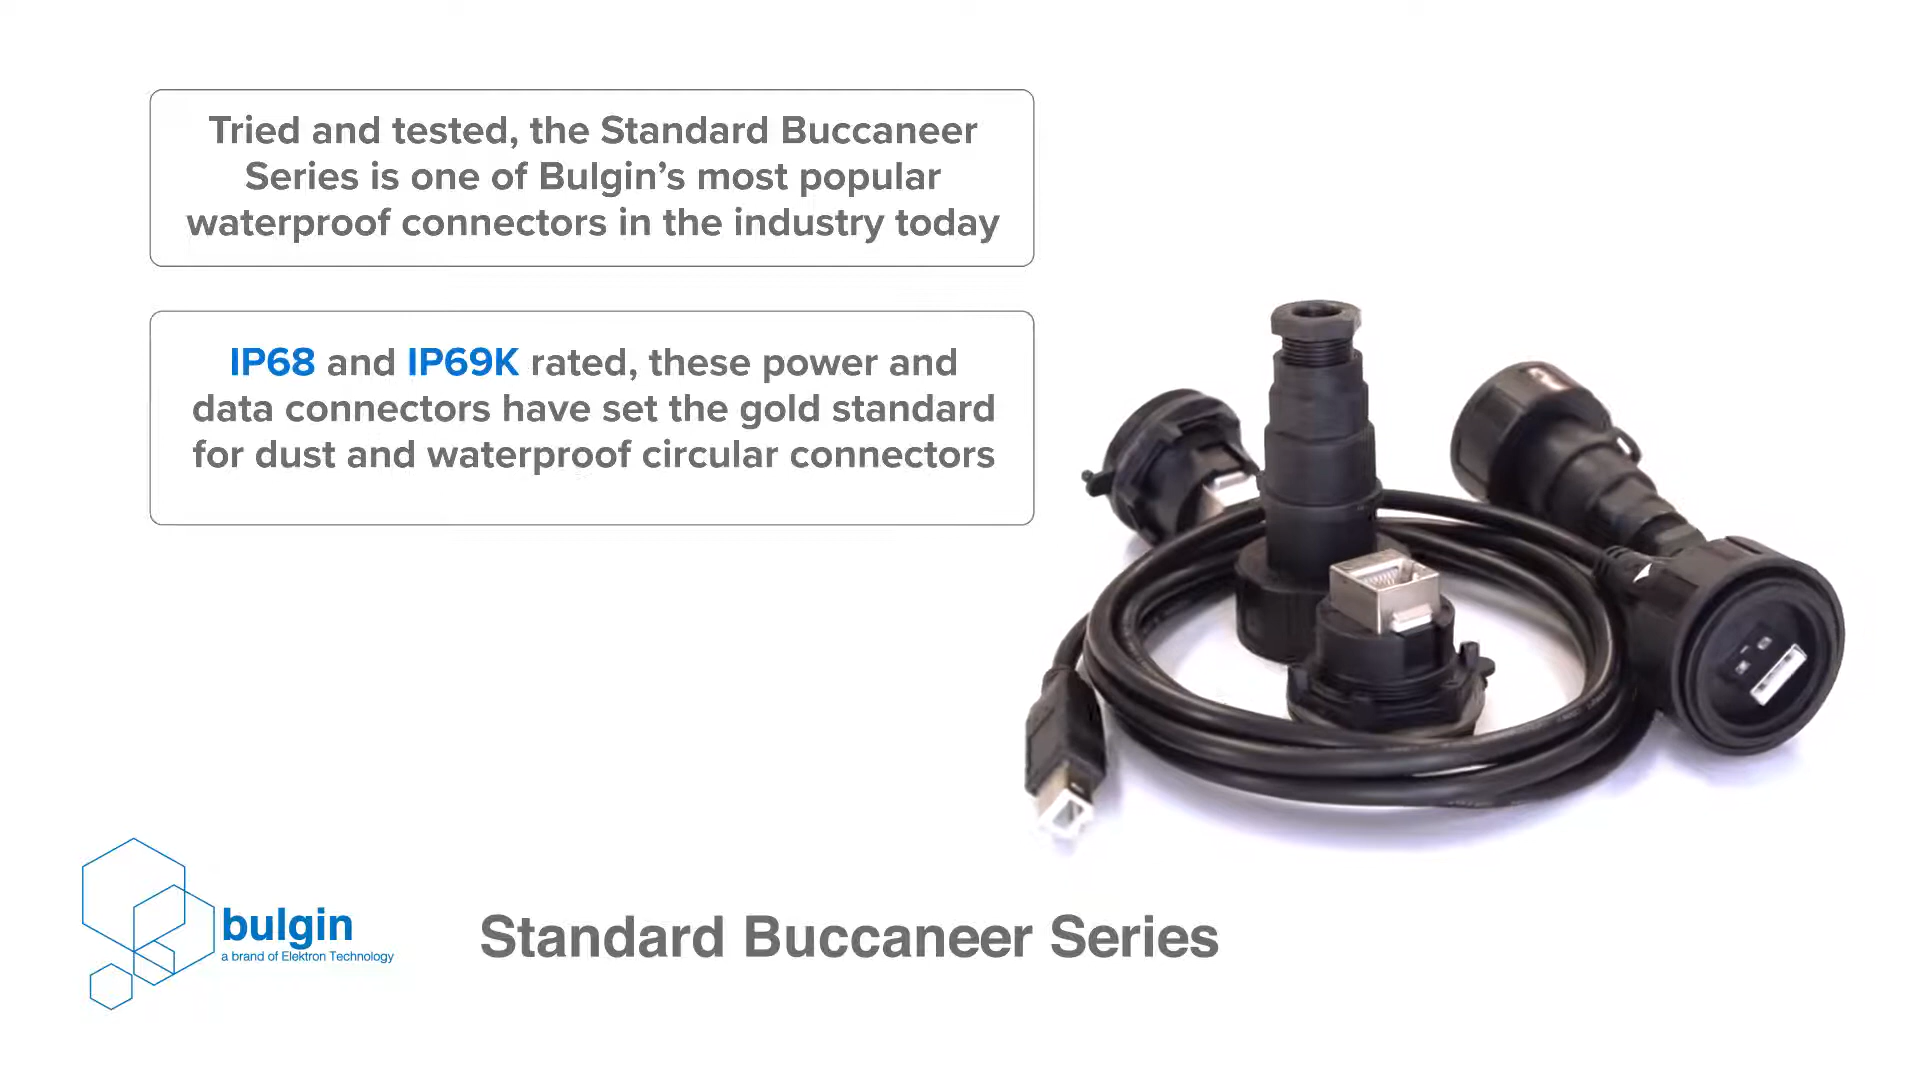 Tried and tested, the Standard Buccaneer
Series is one of Bulgin’s most popular
waterproof connectors in the industry today
IP68 and IP69K rated, these power and
data connectors have set the gold standard
for dust and waterproof circular connectors
bulgin
a brand of Elektron Technology
Standard Buccaneer Series